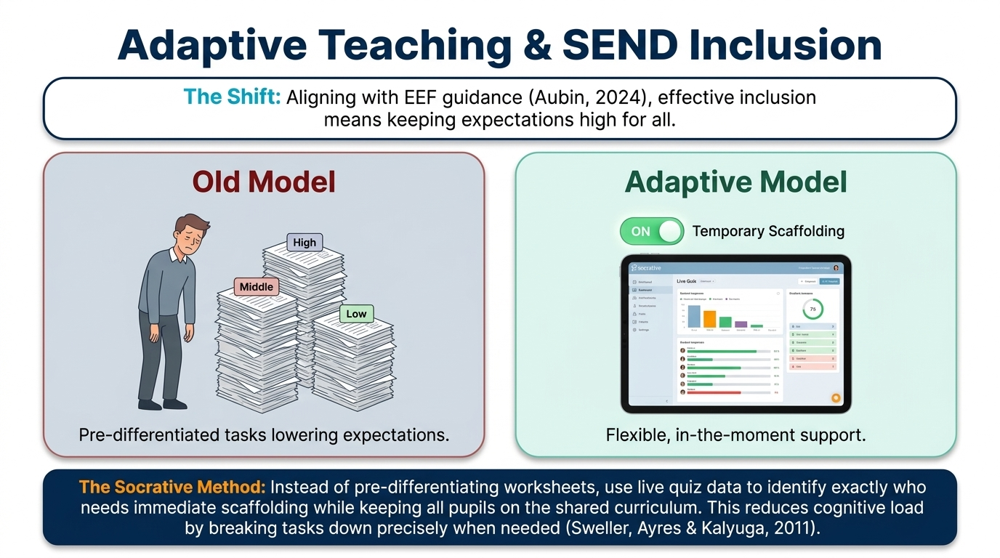 Adaptive Teaching & SEND Inclusion
The Shift: Aligning with EEF guidance (Aubin, 2024), effective inclusion
means keeping expectations high for all.
Old Model
High
Middle
Low
Pre-differentiated tasks lowering expectations.
Adaptive Model
ON
Temporary Scaffolding
socrative
75
Flexible, in-the-moment support.
The Socrative Method: Instead of pre-differentiating worksheets, use live quiz data to identify exactly who
needs immediate scaffolding while keeping all pupils on the shared curriculum. This reduces cognitive load
by breaking tasks down precisely when needed (Sweller, Ayres & Kalyuga, 2011).